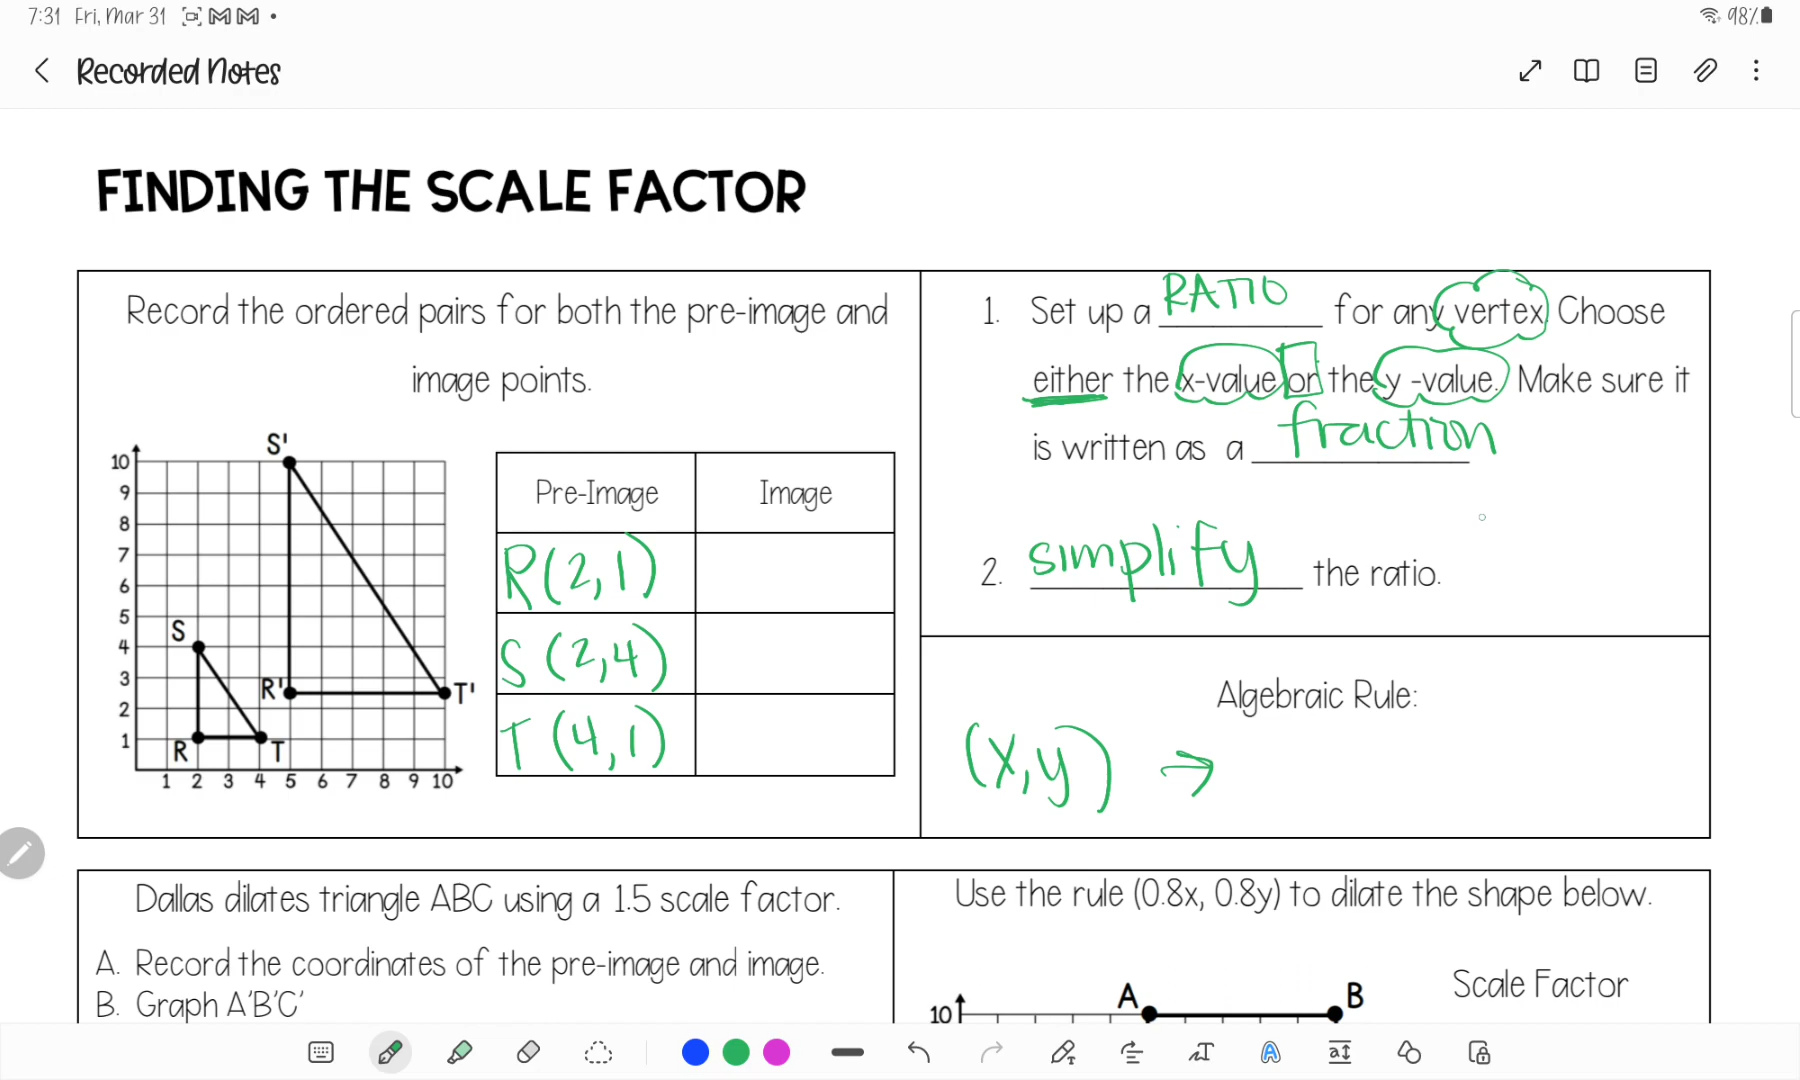 7:31 Fri, Mar 31
98%
Recorded Notes
FINDING THE SCALE FACTOR
Record the ordered pairs for both the pre-image and
image points.
S'
10
9
8
7
6
5
4
3
2
1
S
R'
T'
R
T
1 2 3 4 5 6 7 8 9 10
Pre-Image Image
R(2,1)
S (2,4)
T (4,1)
1. Set up a RATIO for any vertex. Choose
either the x-value or the y -value. Make sure it
is written as a fraction
2. simplify the ratio.
Algebraic Rule:
(x,y) →
Dallas dilates triangle ABC using a 1.5 scale factor.
A. Record the coordinates of the pre-image and image.
B. Graph A'B'C'
Use the rule (0.8x, 0.8y) to dilate the shape below.
Scale Factor
A B
10